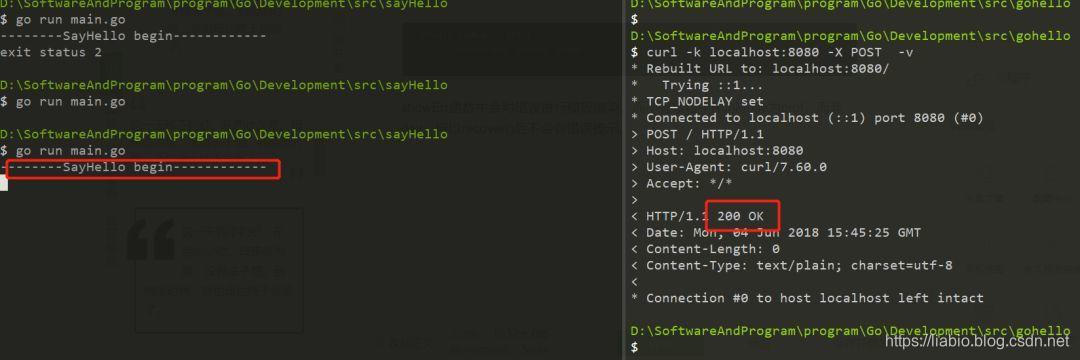 D:\SoftwareAndProgram\program\Go\Development\src\sayHello
$ go run main.go
--------SayHello begin------------
exit status 2
D:\SoftwareAndProgram\program\Go\Development\src\sayHello
$ go run main.go
D:\SoftwareAndProgram\program\Go\Development\src\sayHello
$ go run main.go
--------SayHello begin------------
D:\SoftwareAndProgram\program\Go\Development\src\gohello
$
D:\SoftwareAndProgram\program\Go\Development\src\gohello
$ curl -k localhost:8080 -X POST  -v
* Rebuilt URL to: localhost:8080/
*   Trying ::1...
* TCP_NODELAY set
* Connected to localhost (::1) port 8080 (#0)
> POST / HTTP/1.1
> Host: localhost:8080
> User-Agent: curl/7.60.0
> Accept: */*
>
< HTTP/1.1 200 OK
< Date: Mon, 04 Jun 2018 15:45:25 GMT
< Content-Length: 0
< Content-Type: text/plain; charset=utf-8
<
* Connection #0 to host localhost left intact
D:\SoftwareAndProgram\program\Go\Development\src\gohello
$
https://liabio.blog.csdn.net